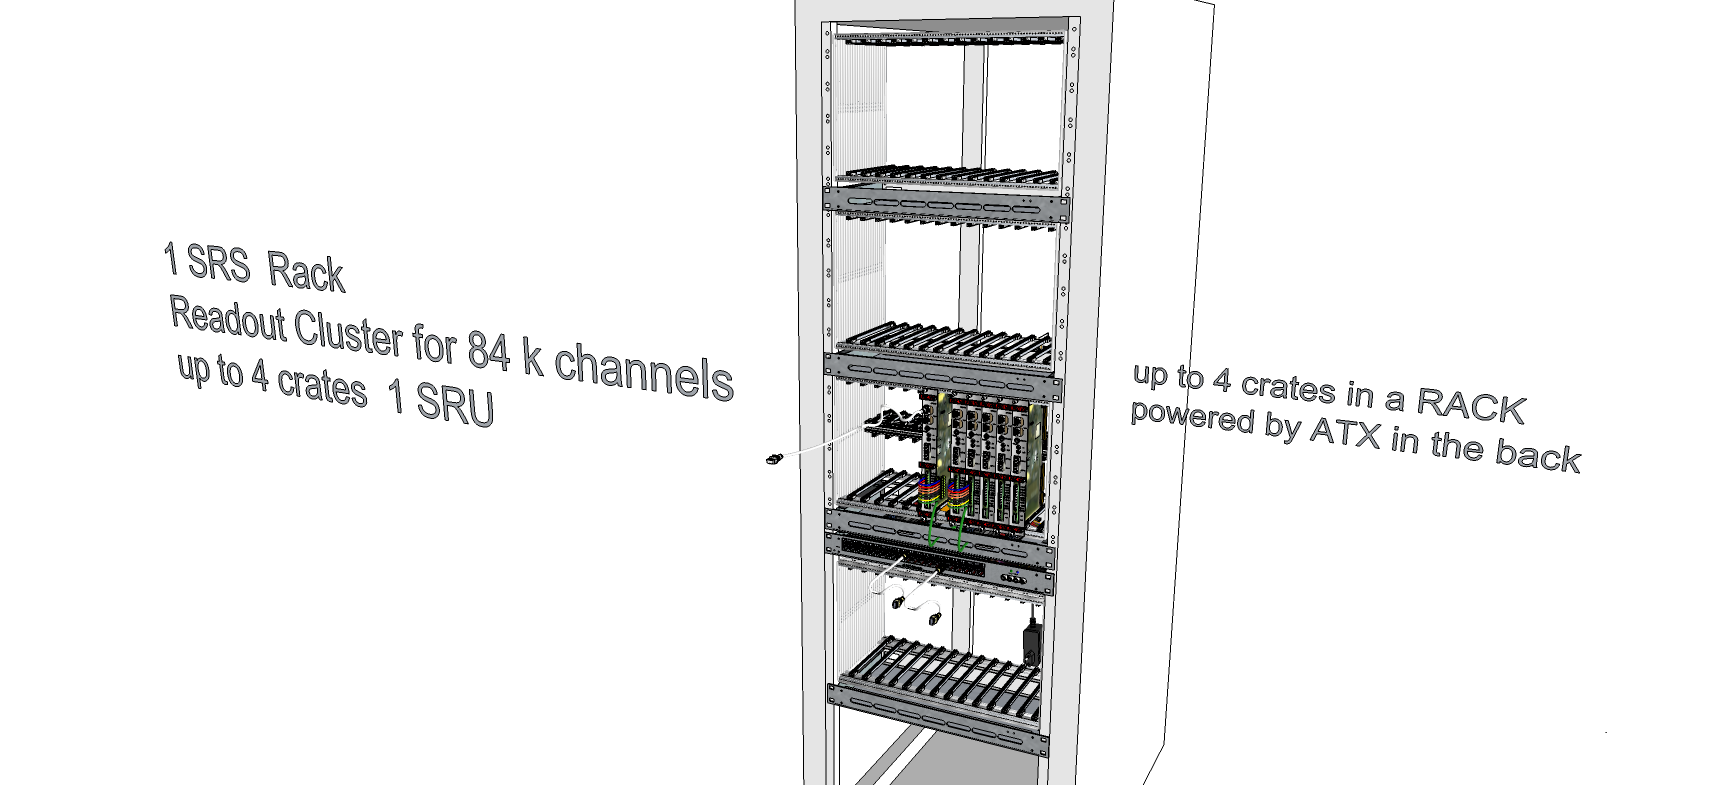 1 SRS Rack
Readout Cluster for 84 k channels
up to 4 crates 1 SRU
up to 4 crates in a RACK
powered by ATX in the back